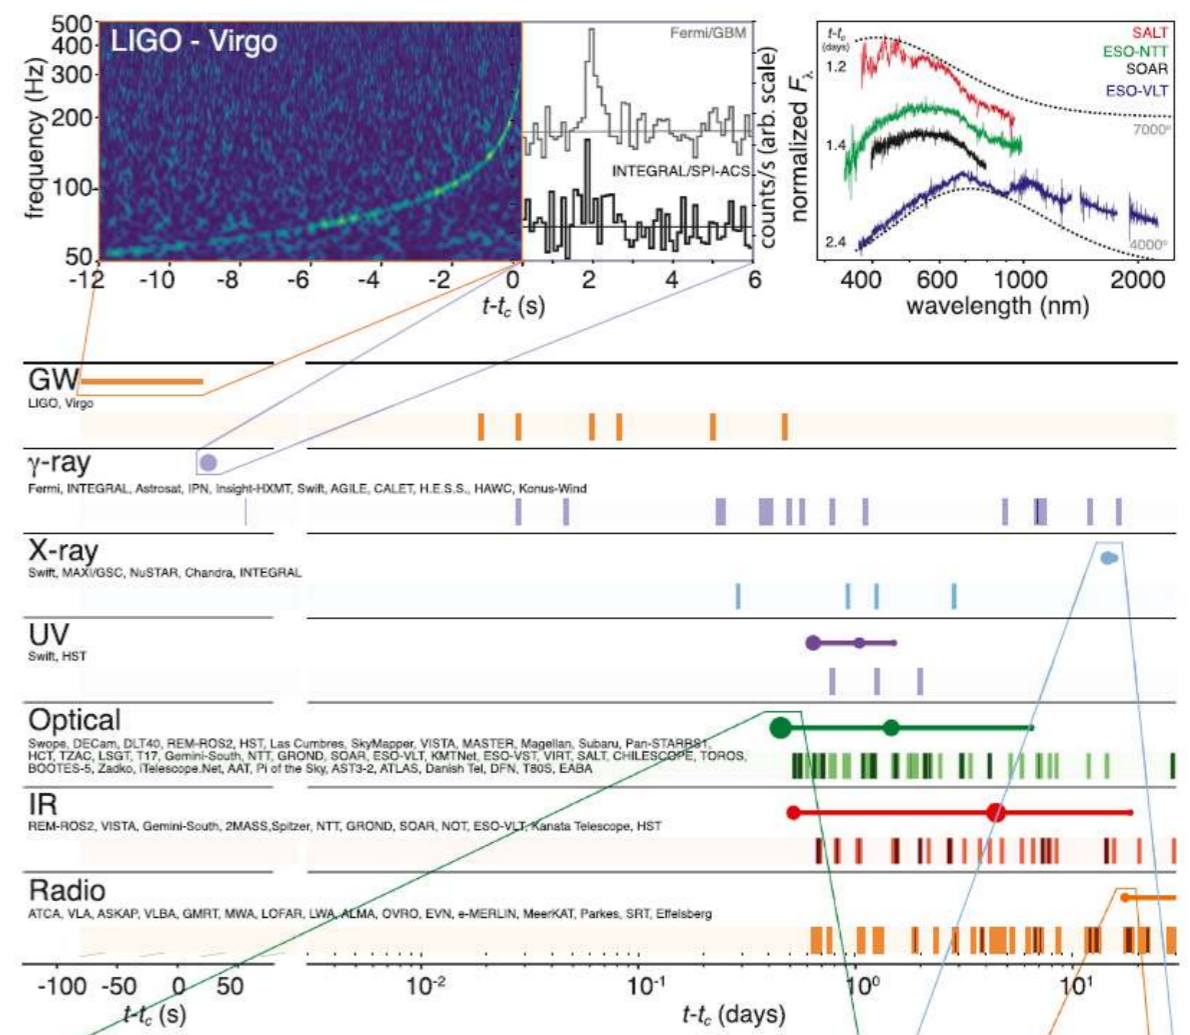 LIGO - Virgo
frequency (Hz)
500
400
300
200
100
50
-12 -10 -8 -6 -4 -2 0 2 4 6
t-tc (s)
Fermi/GBM
INTEGRAL/SPI-ACS
counts/s (arb. scale)
normalized Fλ
t-tc
(days)
1.2
1.4
2.4
SALT
ESO-NTT
SOAR
ESO-VLT
7000°
4000°
400 600 1000 2000
wavelength (nm)
GW
LIGO, Virgo
γ-ray
Fermi, INTEGRAL, Astrosat, IPN, Insight-HXMT, Swift, AGILE, CALET, H.E.S.S., HAWC, Konus-Wind
X-ray
Swift, MAXI/GSC, NuSTAR, Chandra, INTEGRAL
UV
Swift, HST
Optical
Swope, DECam, DLT40, REM-ROS2, HST, Las Cumbres, SkyMapper, VISTA, MASTER, Magellan, Subaru, Pan-STARRS1,
HCT, TZAC, LSGT, T17, Gemini-South, NTT, GROND, SOAR, ESO-VLT, KMTNet, ESO-VST, VIRT, SALT, CHILESCOPE, TOROS,
BOOTES-5, Zadko, iTelescope.Net, AAT, Pi of the Sky, AST3-2, ATLAS, Danish Tel, DFN, T80S, EABA
IR
REM-ROS2, VISTA, Gemini-South, 2MASS,Spitzer, NTT, GROND, SOAR, NOT, ESO-VLT, Kanata Telescope, HST
Radio
ATCA, VLA, ASKAP, VLBA, GMRT, MWA, LOFAR, LWA, ALMA, OVRO, EVN, e-MERLIN, MeerKAT, Parkes, SRT, Effelsberg
-100 -50 0 50 10⁻² 10⁻¹ 10⁰ 10¹
t-tc (s) t-tc (days)